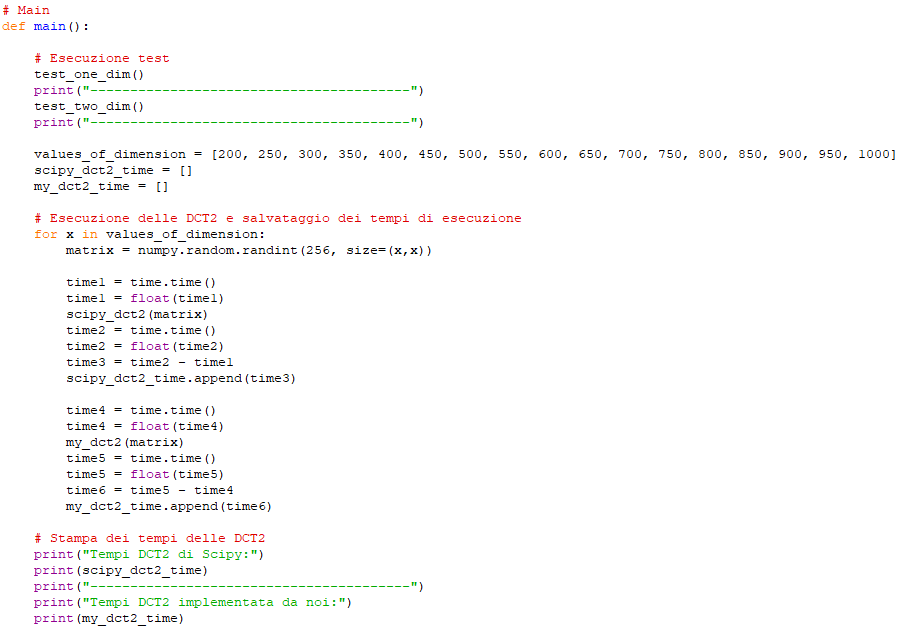 # Main
def main():
    # Esecuzione test
    test_one_dim()
    print("----------------------------------------")
    test_two_dim()
    print("----------------------------------------")
    values_of_dimension = [200, 250, 300, 350, 400, 450, 500, 550, 600, 650, 700, 750, 800, 850, 900, 950, 1000]
    scipy_dct2_time = []
    my_dct2_time = []
    # Esecuzione delle DCT2 e salvataggio dei tempi di esecuzione
    for x in values_of_dimension:
        matrix = numpy.random.randint(256, size=(x,x))
        time1 = time.time()
        time1 = float(time1)
        scipy_dct2(matrix)
        time2 = time.time()
        time2 = float(time2)
        time3 = time2 - time1
        scipy_dct2_time.append(time3)
        time4 = time.time()
        time4 = float(time4)
        my_dct2(matrix)
        time5 = time.time()
        time5 = float(time5)
        time6 = time5 - time4
        my_dct2_time.append(time6)
    # Stampa dei tempi delle DCT2
    print("Tempi DCT2 di Scipy:")
    print(scipy_dct2_time)
    print("----------------------------------------")
    print("Tempi DCT2 implementata da noi:")
    print(my_dct2_time)